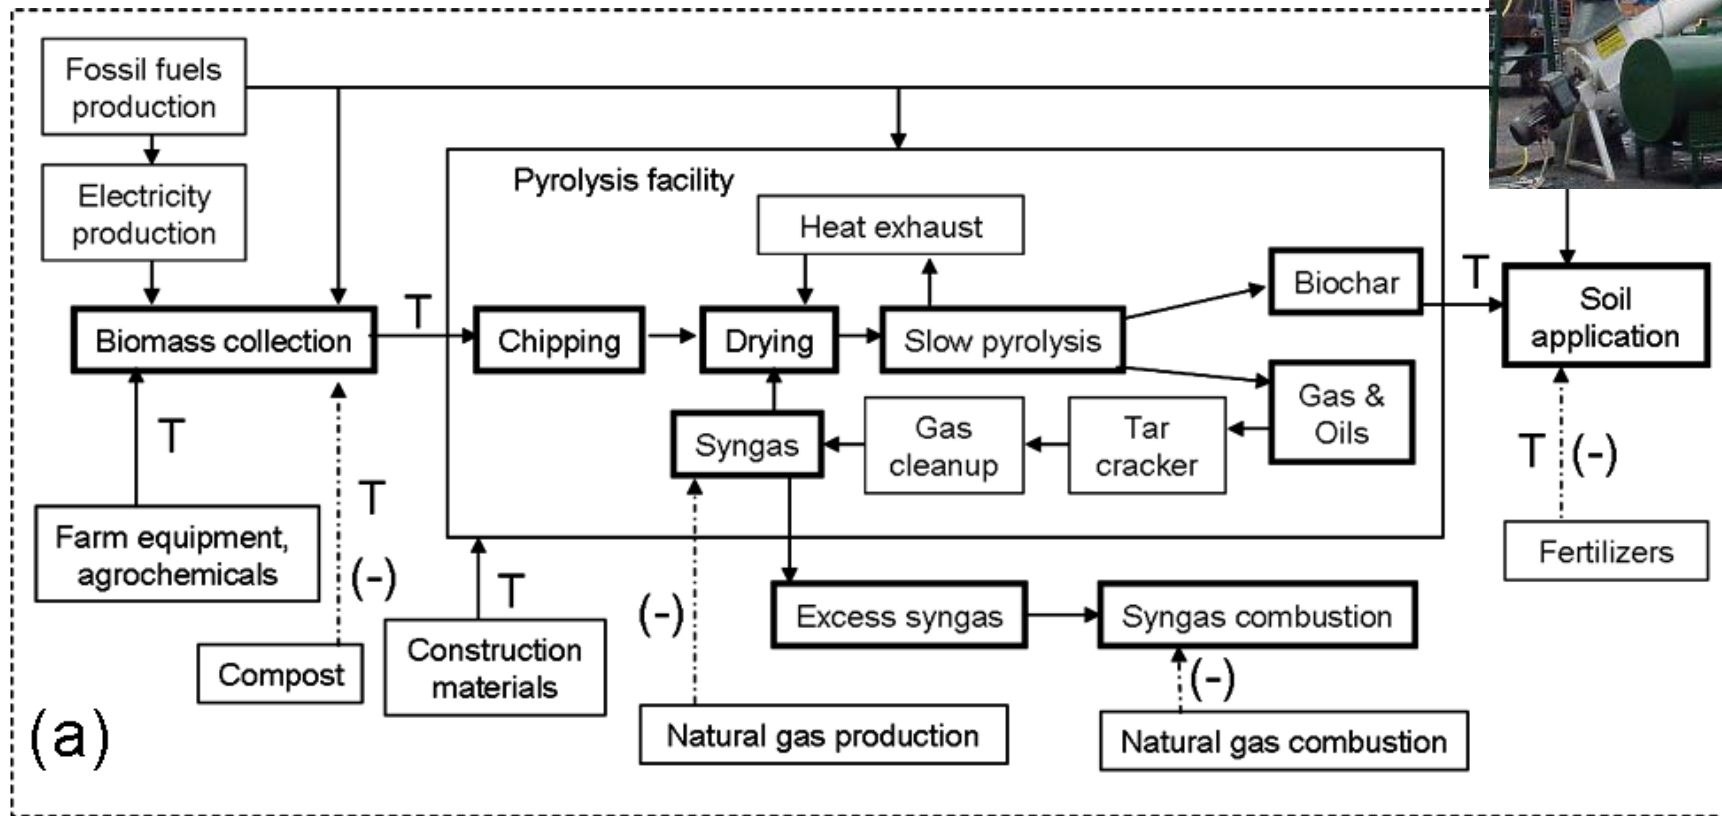 Fossil fuels
production
Electricity
production
Pyrolysis facility
Heat exhaust
Biomass collection
T
Chipping
Drying
Slow pyrolysis
Biochar
T
Soil
application
Gas &
Oils
Tar
cracker
Gas
cleanup
Syngas
T
Farm equipment,
agrochemicals
T
(-)
Compost
T
Construction
materials
(-)
Natural gas production
Excess syngas
Syngas combustion
(-)
Natural gas combustion
T (-)
Fertilizers
(a)